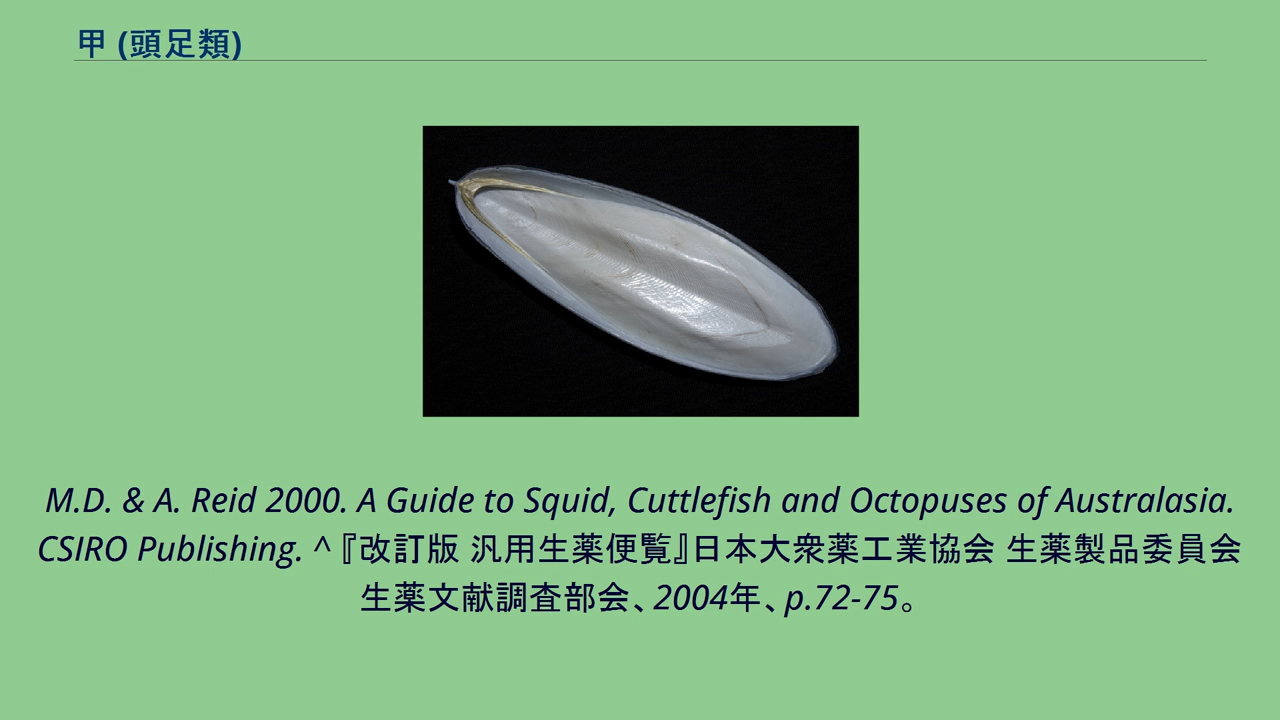 甲 (頭足類)
M.D. & A. Reid 2000. A Guide to Squid, Cuttlefish and Octopuses of Australasia.
CSIRO Publishing. ^ 『改訂版 汎用生薬便覧』日本大衆薬工業協会 生薬製品委員会
生薬文献調査部会、2004年、p.72-75。